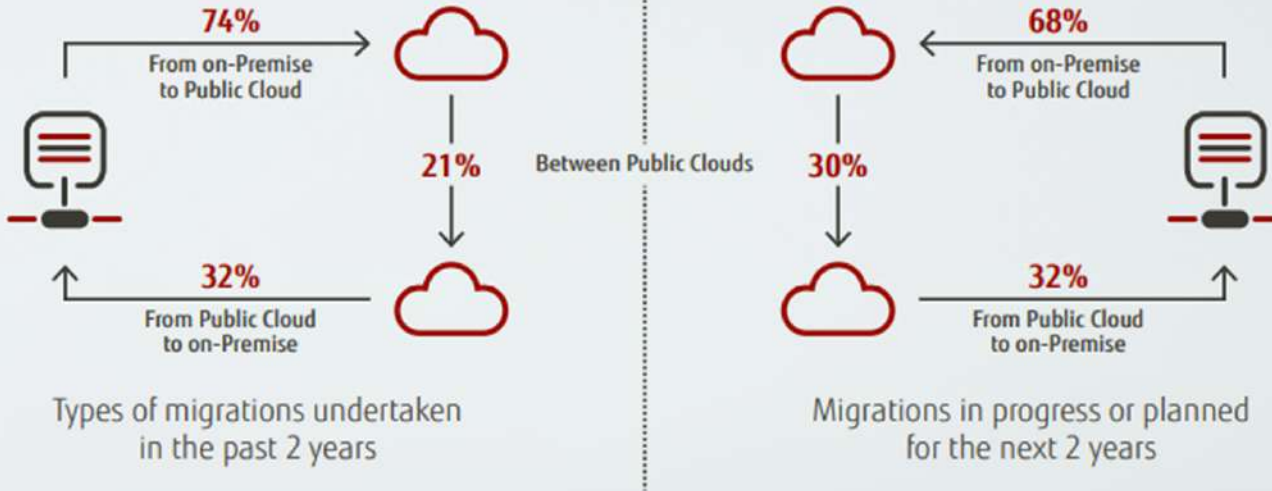 74%
From on-Premise
to Public Cloud
21%
32%
From Public Cloud
to on-Premise
Types of migrations undertaken
in the past 2 years
Between Public Clouds
68%
From on-Premise
to Public Cloud
30%
32%
From Public Cloud
to on-Premise
Migrations in progress or planned
for the next 2 years